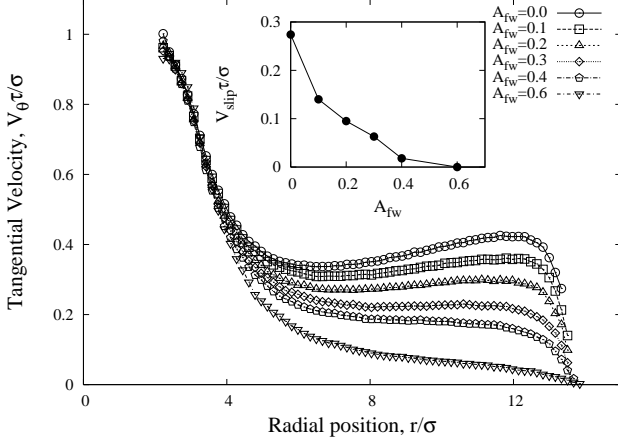 Tangential Velocity, Vθτ/σ
1
0.8
0.6
0.4
0.2
0
0 4 8 12
Radial position, r/σ
V_slip τ/σ
0.3
0.2
0.1
0
0 0.2 0.4 0.6
A_fw
A_fw=0.0
A_fw=0.1
A_fw=0.2
A_fw=0.3
A_fw=0.4
A_fw=0.6